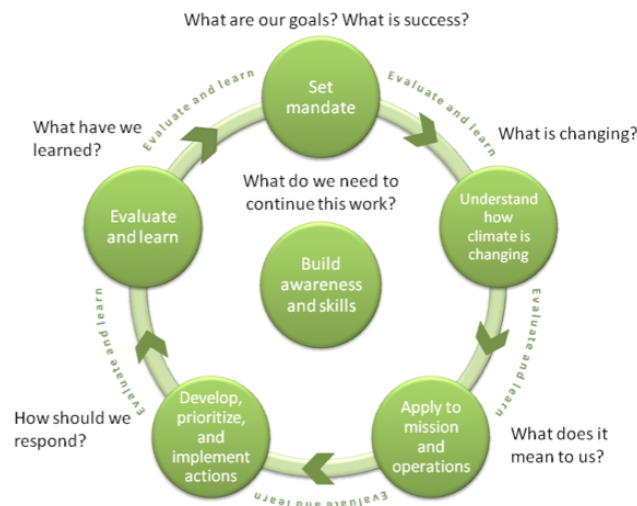 What are our goals? What is success?
Set
mandate
Evaluate and learn
What is changing?
Understand
how
climate is
changing
Evaluate and learn
Apply to
mission
and
operations
What does it
mean to us?
Evaluate and learn
Develop,
prioritize,
and
implement
actions
How should we
respond?
Evaluate and learn
Evaluate
and learn
What have we
learned?
Evaluate and learn
What do we need to
continue this work?
Build
awareness
and skills